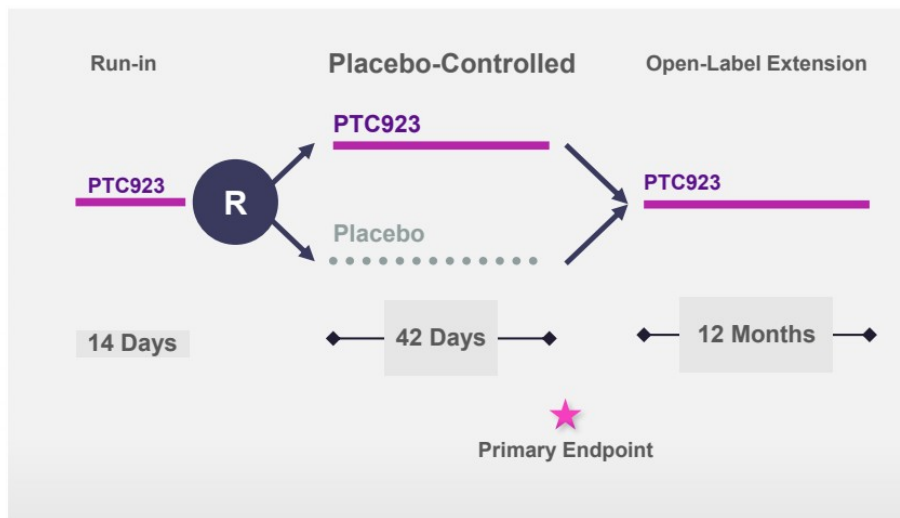 Run-in
Placebo-Controlled
Open-Label Extension
PTC923
PTC923
R
PTC923
Placebo
14 Days
42 Days
12 Months
Primary Endpoint